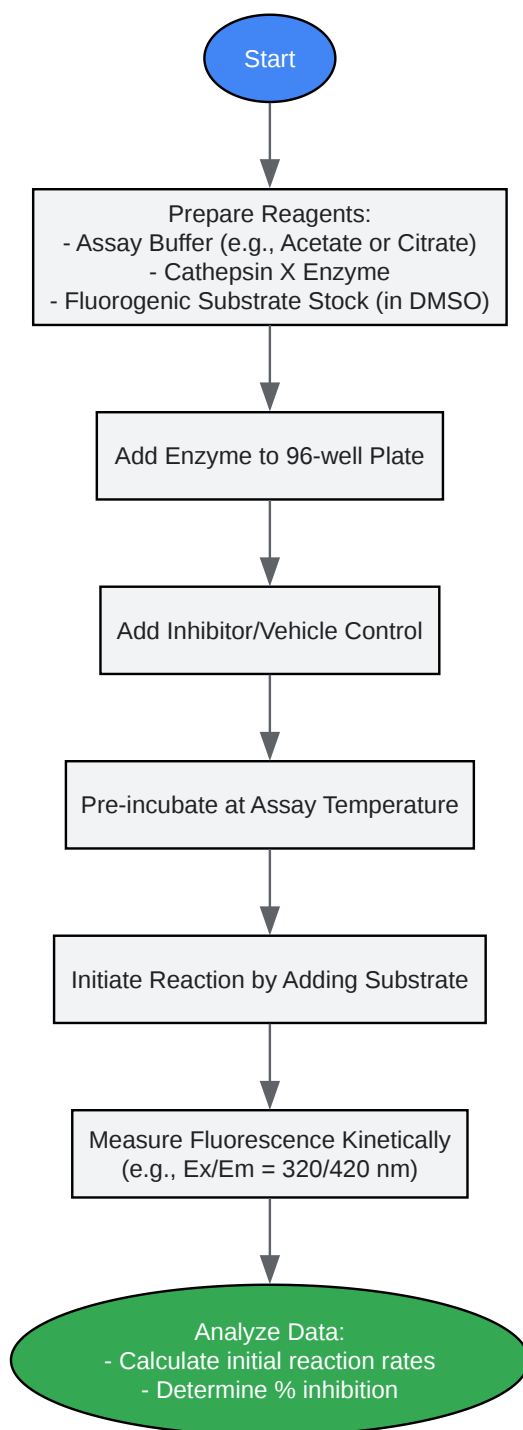 Start
Prepare Reagents:
- Assay Buffer (e.g., Acetate or Citrate)
- Cathepsin X Enzyme
- Fluorogenic Substrate Stock (in DMSO)
Add Enzyme to 96-well Plate
Add Inhibitor/Vehicle Control
Pre-incubate at Assay Temperature
Initiate Reaction by Adding Substrate
Measure Fluorescence Kinetically
(e.g., Ex/Em = 320/420 nm)
Analyze Data:
- Calculate initial reaction rates
- Determine % inhibition